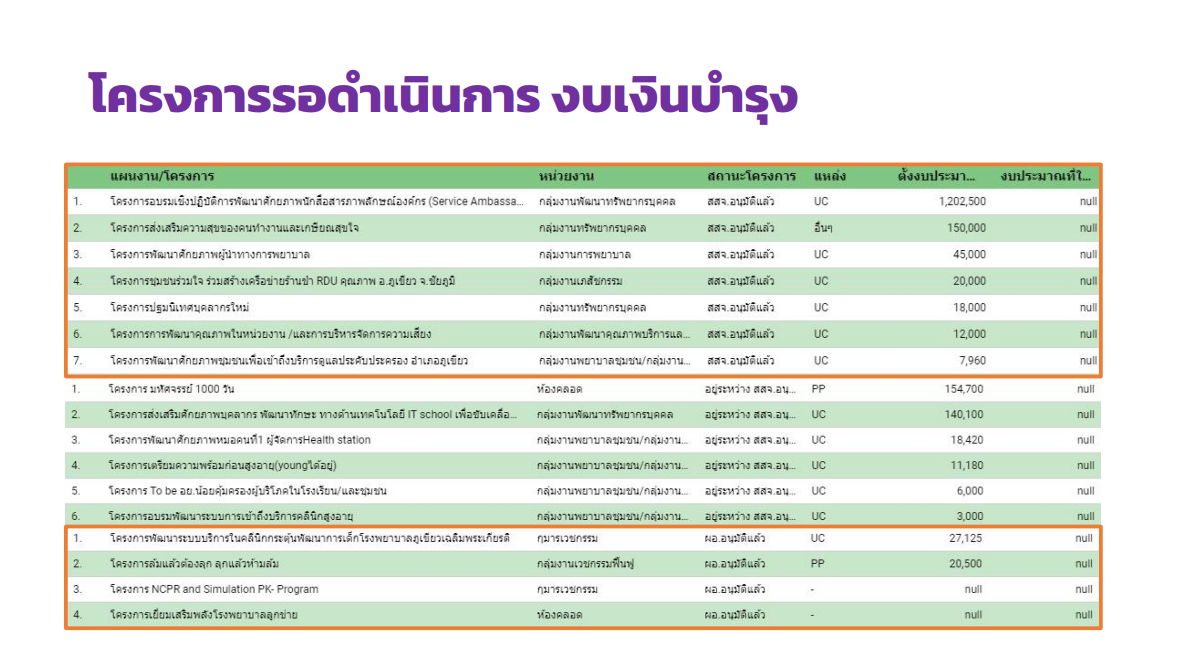 โครงการรอดำเนินการ งบเงินบำรุง
แผนงาน/โครงการ หน่วยงาน สถานะโครงการ แหล่ง ตั้งงบประมา... งบประมาณที่ใ...
1. โครงการอบรมเชิงปฏิบัติการพัฒนาศักยภาพนักสื่อสารภาพลักษณ์องค์กร (Service Ambassa... กลุ่มงานพัฒนาทรัพยากรบุคคล สสจ.อนุมัติแล้ว UC 1,202,500 null
2. โครงการส่งเสริมความสุขของคนทำงานและเกษียณสุขใจ กลุ่มงานทรัพยากรบุคคล สสจ.อนุมัติแล้ว อื่นๆ 150,000 null
3. โครงการพัฒนาศักยภาพผู้นำทางการพยาบาล กลุ่มงานการพยาบาล สสจ.อนุมัติแล้ว UC 45,000 null
4. โครงการชุมชนร่วมใจ ร่วมสร้างเครือข่ายร้านชำ RDU คุณภาพ อ.ภูเขียว จ.ชัยภูมิ กลุ่มงานเภสัชกรรม สสจ.อนุมัติแล้ว UC 20,000 null
5. โครงการปฐมนิเทศบุคลากรใหม่ กลุ่มงานทรัพยากรบุคคล สสจ.อนุมัติแล้ว UC 18,000 null
6. โครงการการพัฒนาคุณภาพในหน่วยงาน /และการบริหารจัดการความเสี่ยง กลุ่มงานพัฒนาคุณภาพบริการแล... สสจ.อนุมัติแล้ว UC 12,000 null
7. โครงการพัฒนาศักยภาพชุมชนเพื่อเข้าถึงบริการดูแลประคับประครอง อำเภอภูเขียว กลุ่มงานพยาบาลชุมชน/กลุ่มงาน... สสจ.อนุมัติแล้ว UC 7,960 null
1. โครงการ มหัศจรรย์ 1000 วัน ห้องคลอด อยู่ระหว่าง สสจ.อนุ... PP 154,700 null
2. โครงการส่งเสริมศักยภาพบุคลากร พัฒนาทักษะ ทางด้านเทคโนโลยี IT school เพื่อขับเคลื่อ... กลุ่มงานพัฒนาทรัพยากรบุคคล อยู่ระหว่าง สสจ.อนุ... UC 140,100 null
3. โครงการพัฒนาศักยภาพหมอคนที่1 ผู้จัดการHealth station กลุ่มงานพยาบาลชุมชน/กลุ่มงาน... อยู่ระหว่าง สสจ.อนุ... UC 18,420 null
4. โครงการเตรียมความพร้อมก่อนสูงอายุ(youngได้อยู่) กลุ่มงานพยาบาลชุมชน/กลุ่มงาน... อยู่ระหว่าง สสจ.อนุ... UC 11,180 null
5. โครงการ To be อย.น้อยคุ้มครองผู้บริโภคในโรงเรียน/และชุมชน กลุ่มงานพยาบาลชุมชน/กลุ่มงาน... อยู่ระหว่าง สสจ.อนุ... UC 6,000 null
6. โครงการอบรมพัฒนาระบบการเข้าถึงบริการคลินิกสูงอายุ กลุ่มงานพยาบาลชุมชน/กลุ่มงาน... อยู่ระหว่าง สสจ.อนุ... UC 3,000 null
1. โครงการพัฒนาระบบบริการในคลินิกกระตุ้นพัฒนาการเด็กโรงพยาบาลภูเขียวเฉลิมพระเกียรติ กุมารเวชกรรม ผอ.อนุมัติแล้ว UC 27,125 null
2. โครงการล้มแล้วต้องลุก ลุกแล้วห้ามล้ม กลุ่มงานเวชกรรมฟื้นฟู ผอ.อนุมัติแล้ว PP 20,500 null
3. โครงการ NCPR and Simulation PK- Program กุมารเวชกรรม ผอ.อนุมัติแล้ว - null null
4. โครงการเยี่ยมเสริมพลังโรงพยาบาลลูกข่าย ห้องคลอด ผอ.อนุมัติแล้ว - null null